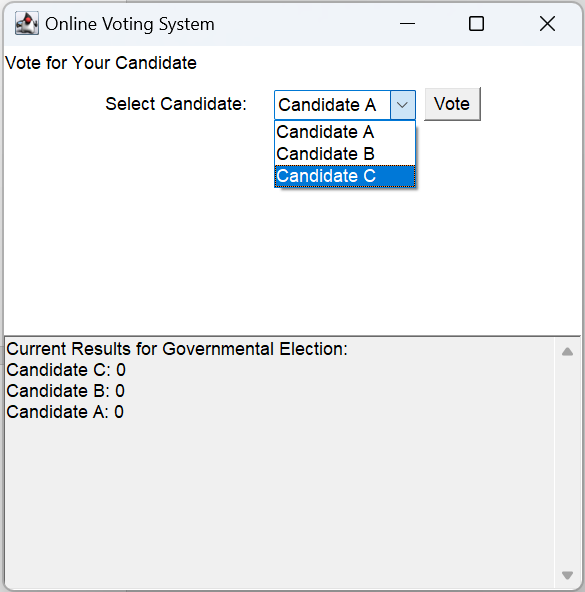 Online Voting System
Vote for Your Candidate
Select Candidate: Candidate A Vote
Candidate A
Candidate B
Candidate C
Current Results for Governmental Election:
Candidate C: 0
Candidate B: 0
Candidate A: 0